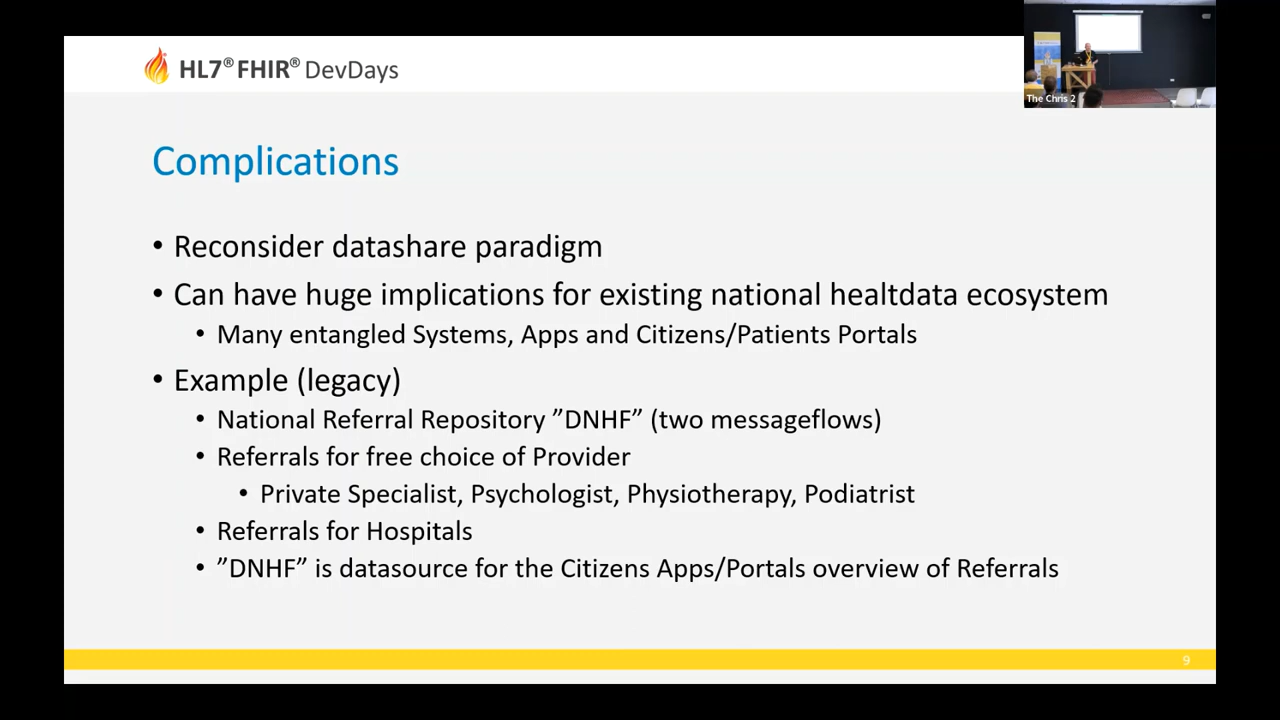 HL7® FHIR® DevDays
The Chris 2
Complications
• Reconsider datashare paradigm
• Can have huge implications for existing national healtdata ecosystem
• Many entangled Systems, Apps and Citizens/Patients Portals
• Example (legacy)
• National Referral Repository ”DNHF” (two messageflows)
• Referrals for free choice of Provider
• Private Specialist, Psychologist, Physiotherapy, Podiatrist
• Referrals for Hospitals
• ”DNHF” is datasource for the Citizens Apps/Portals overview of Referrals
9